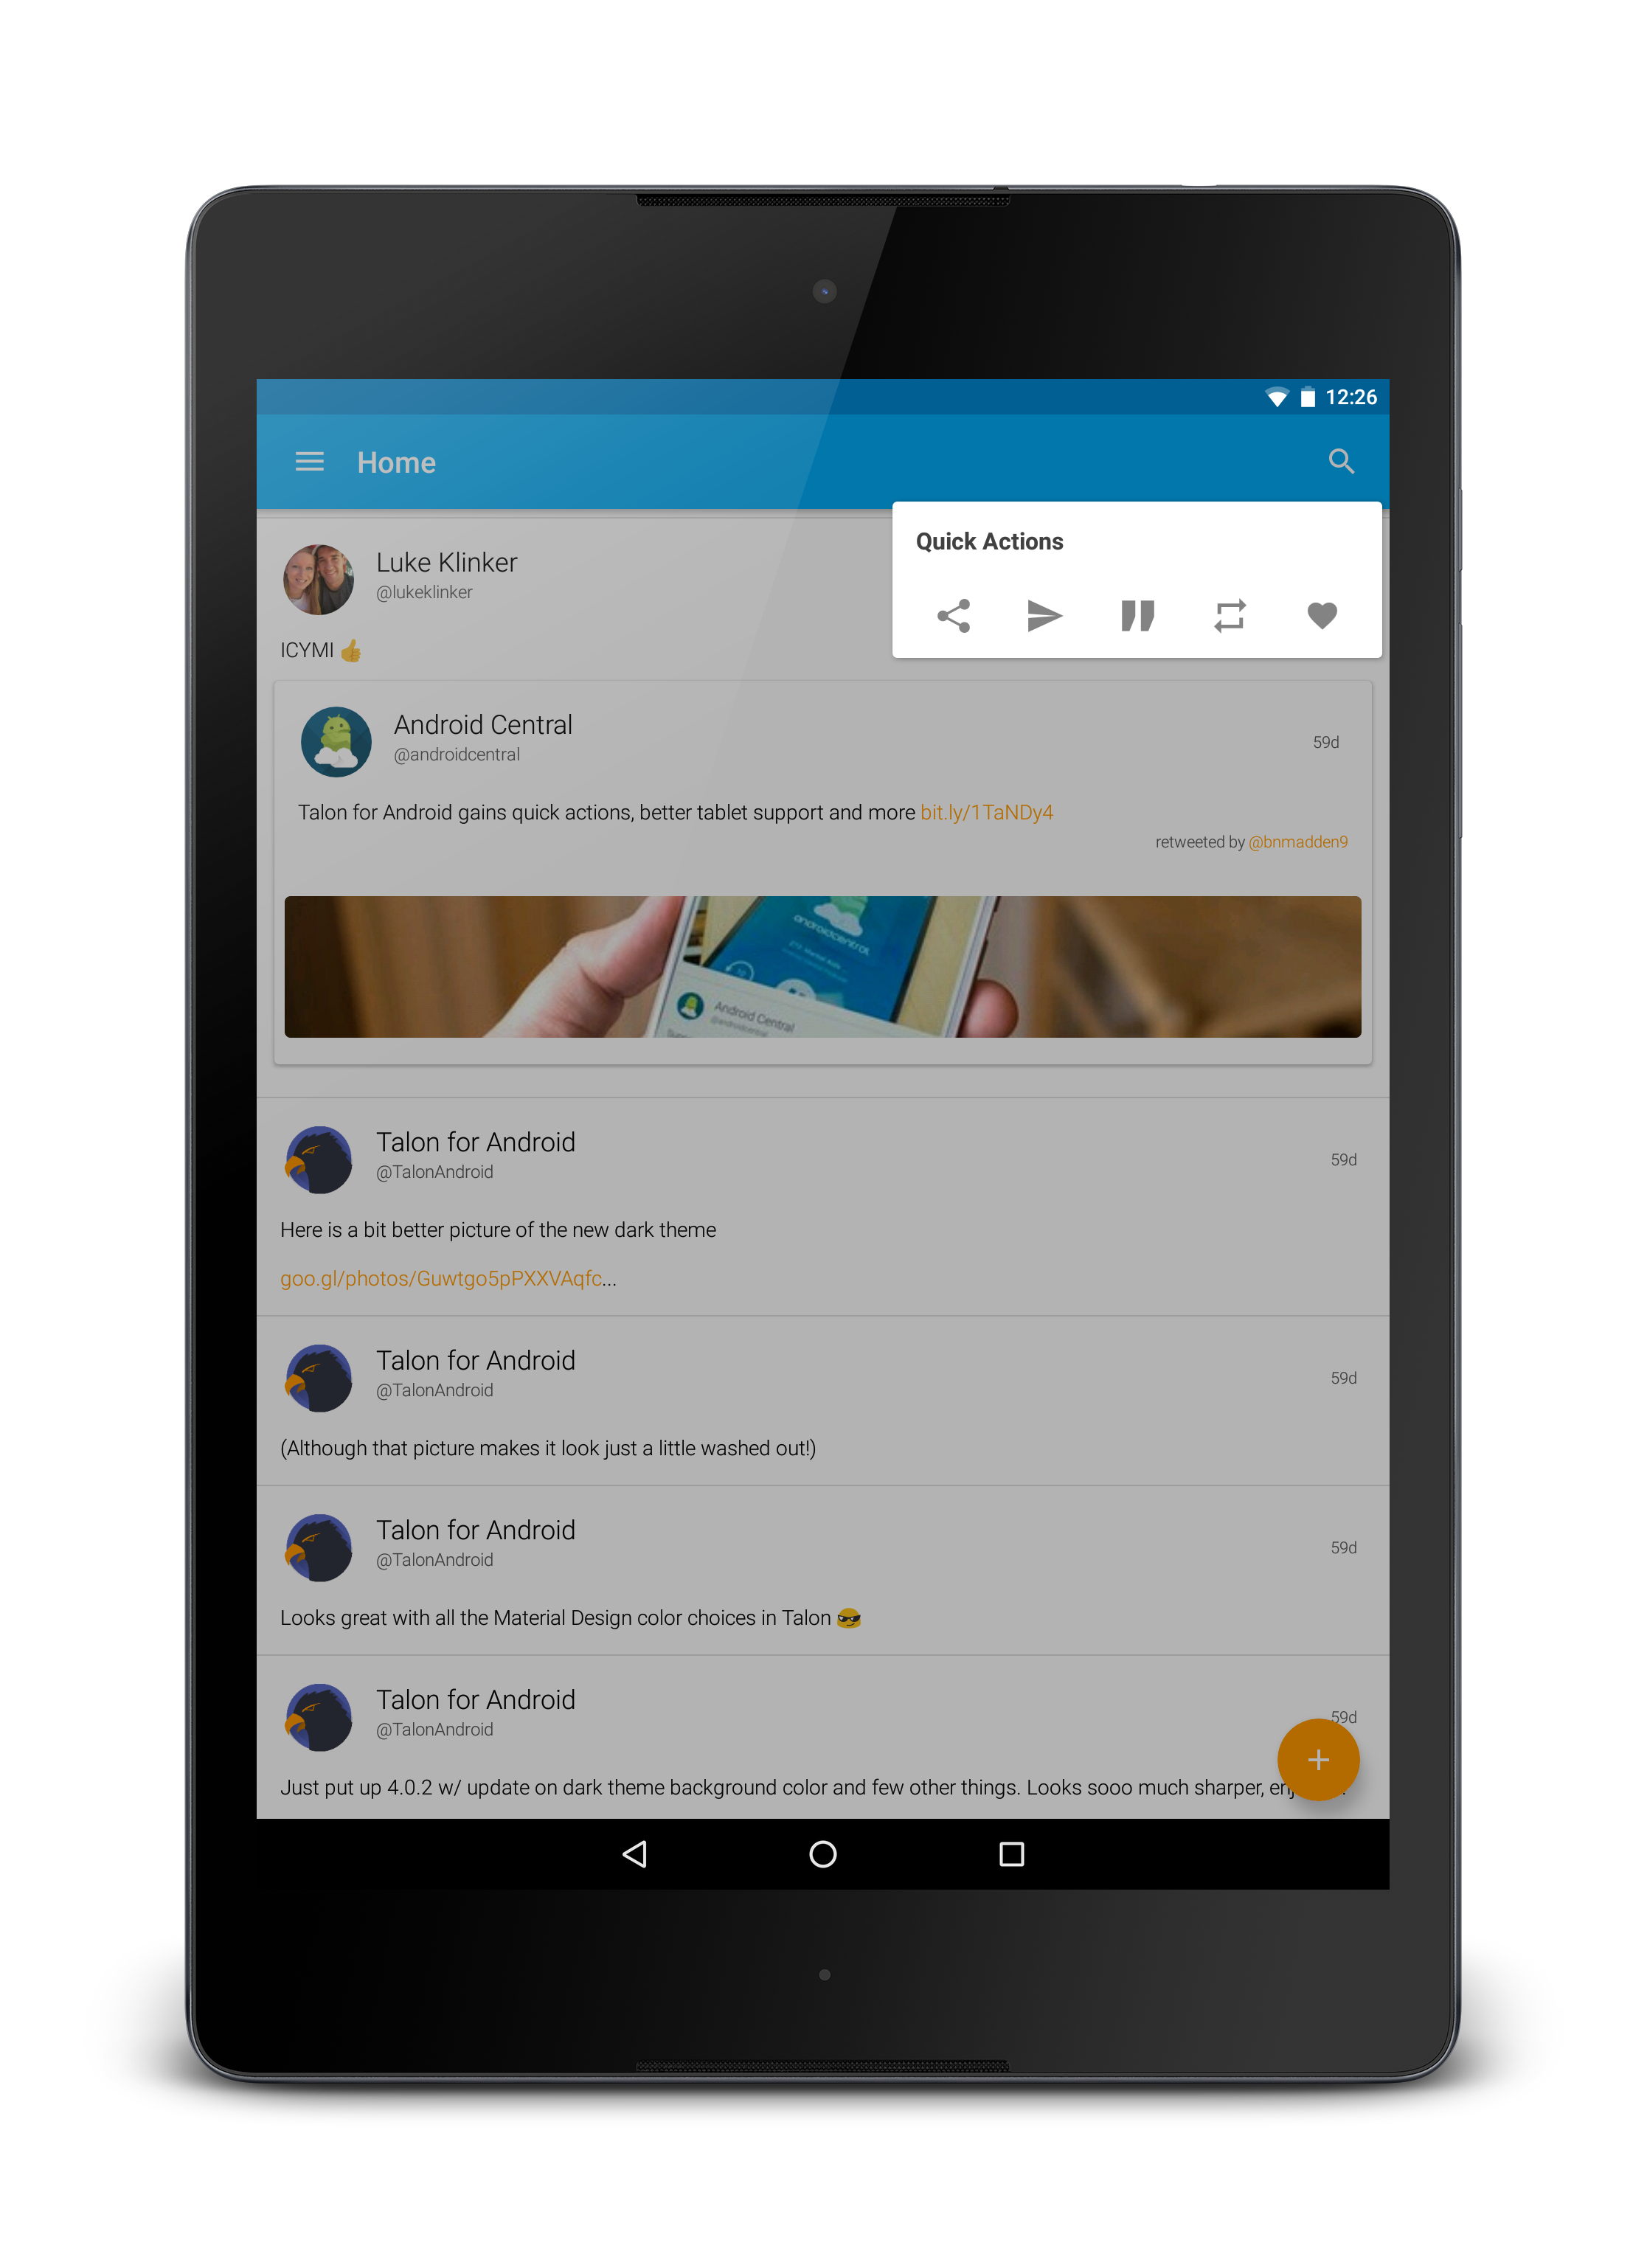 12:26
Home
Quick Actions
Luke Klinker
@lukeklinker
ICYMI 👍
Android Central
@androidcentral
59d
Talon for Android gains quick actions, better tablet support and more bit.ly/1TaNDy4
retweeted by @bnmadden9
androidcentral
Android Central
@androidcentral
Talon for Android
@TalonAndroid
59d
Here is a bit better picture of the new dark theme
goo.gl/photos/Guwtgo5pPXXVAqfc...
Talon for Android
@TalonAndroid
59d
(Although that picture makes it look just a little washed out!)
Talon for Android
@TalonAndroid
59d
Looks great with all the Material Design color choices in Talon 😎
Talon for Android
@TalonAndroid
59d
Just put up 4.0.2 w/ update on dark theme background color and few other things. Looks sooo much sharper,